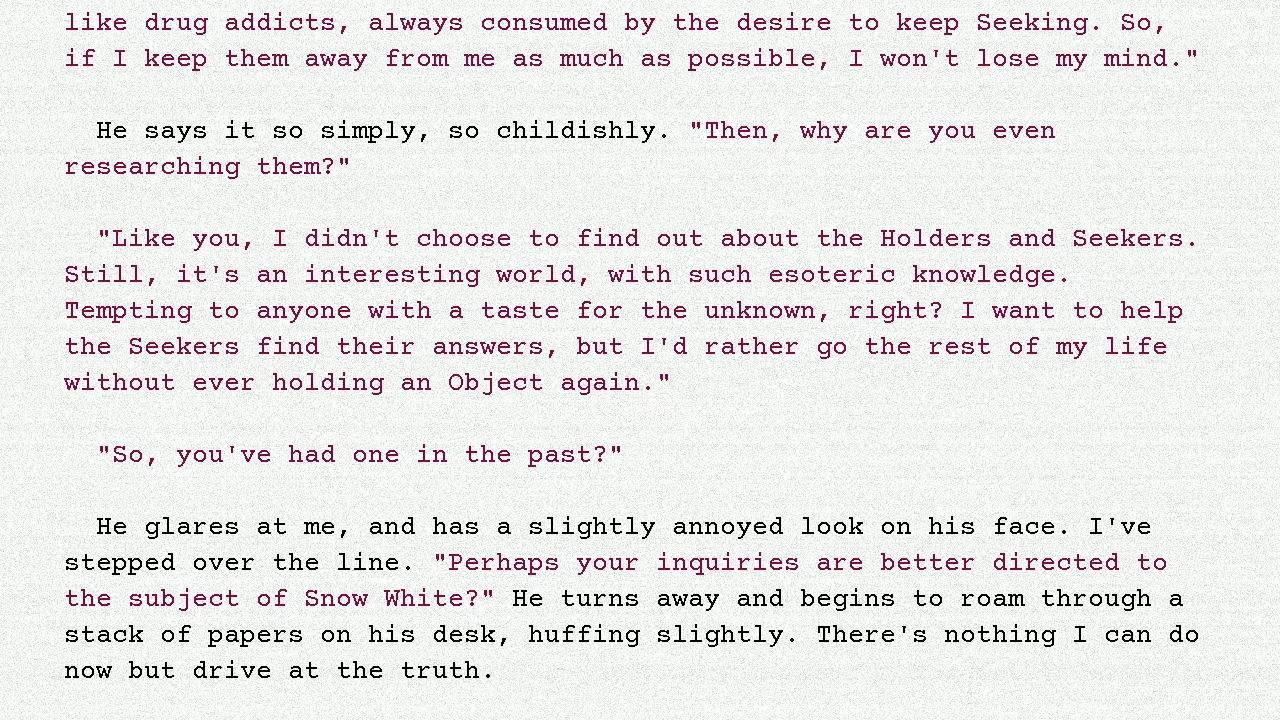 like drug addicts, always consumed by the desire to keep Seeking. So,
if I keep them away from me as much as possible, I won't lose my mind."
He says it so simply, so childishly. "Then, why are you even
researching them?"
"Like you, I didn't choose to find out about the Holders and Seekers.
Still, it's an interesting world, with such esoteric knowledge.
Tempting to anyone with a taste for the unknown, right? I want to help
the Seekers find their answers, but I'd rather go the rest of my life
without ever holding an Object again."
"So, you've had one in the past?"
He glares at me, and has a slightly annoyed look on his face. I've
stepped over the line. "Perhaps your inquiries are better directed to
the subject of Snow White?" He turns away and begins to roam through a
stack of papers on his desk, huffing slightly. There's nothing I can do
now but drive at the truth.